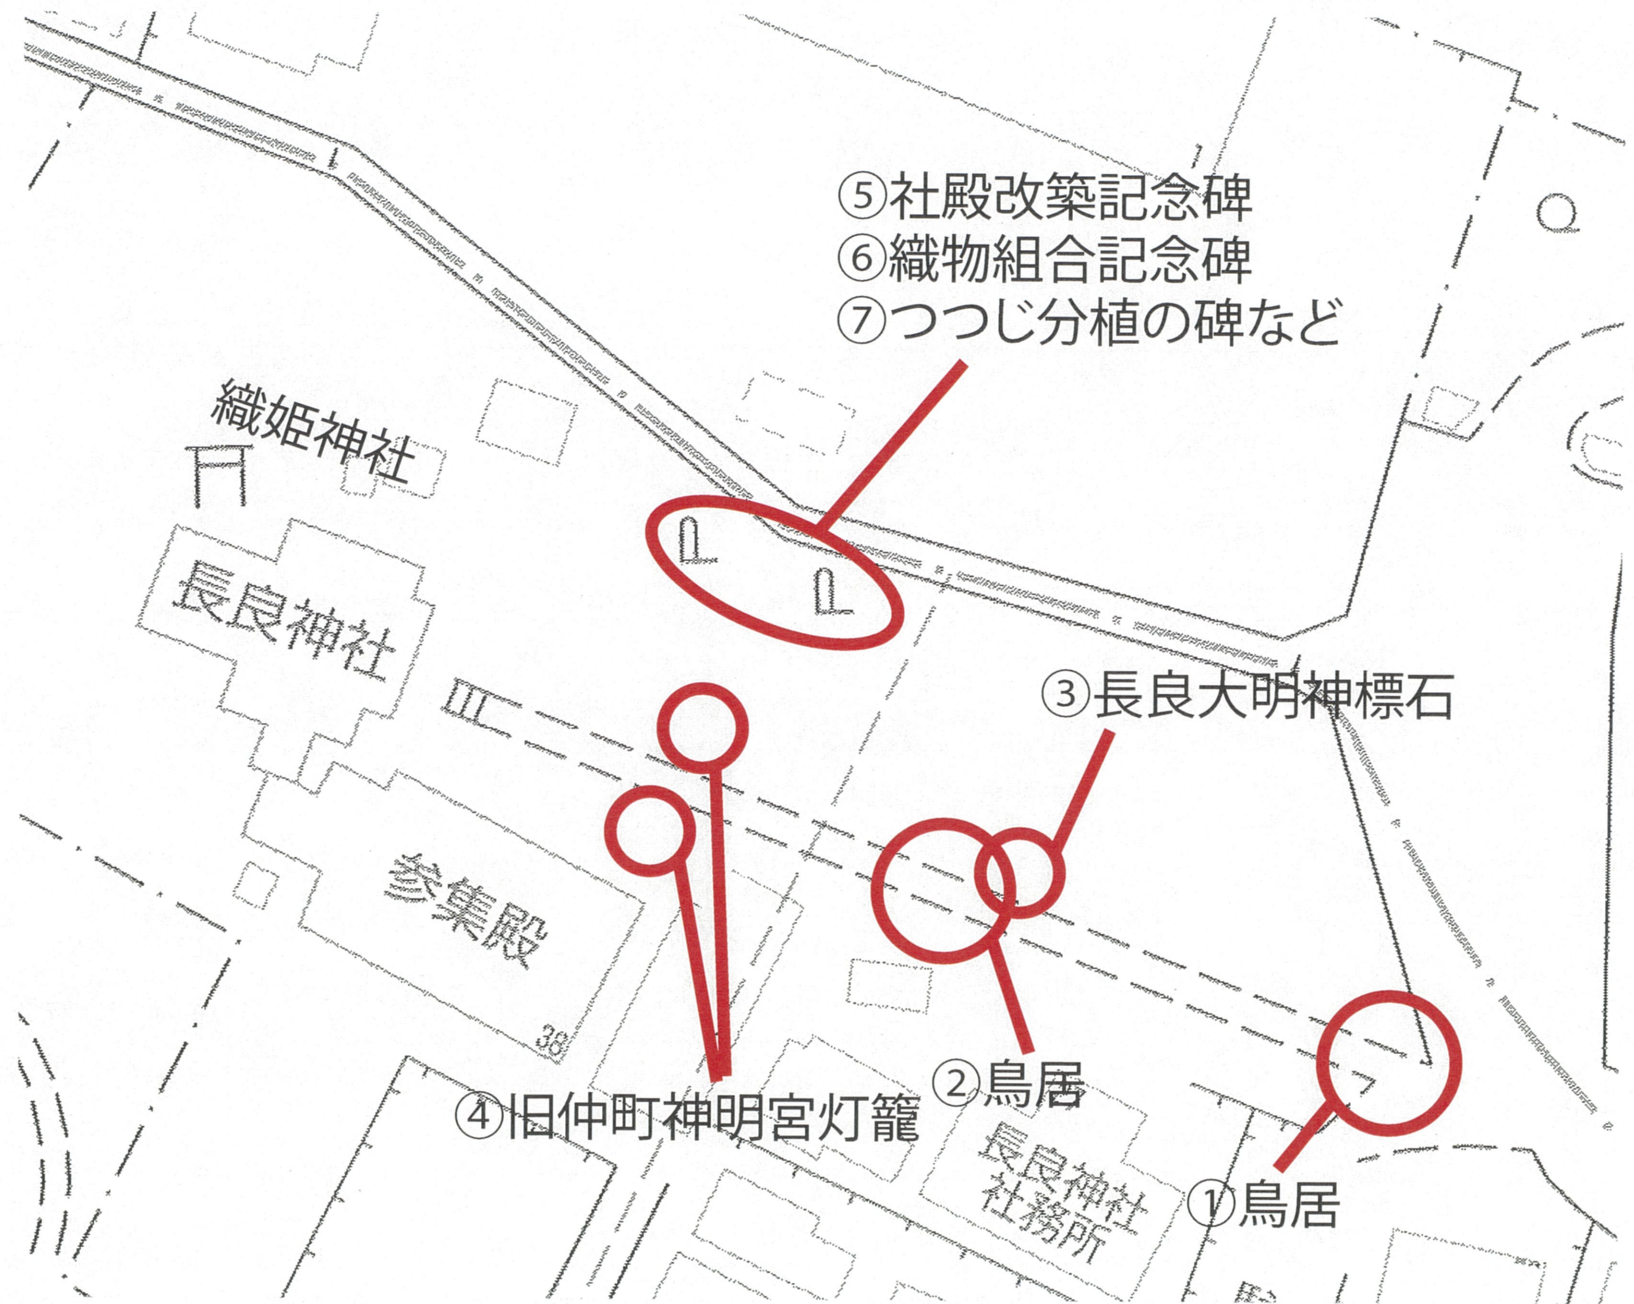 ⑤社殿改築記念碑
⑥織物組合記念碑
⑦つつじ分植の碑など
織姫神社
長良神社
③長良大明神標石
参集殿
38
②鳥居
④旧仲町神明宮灯籠
長良神社
社務所
①鳥居